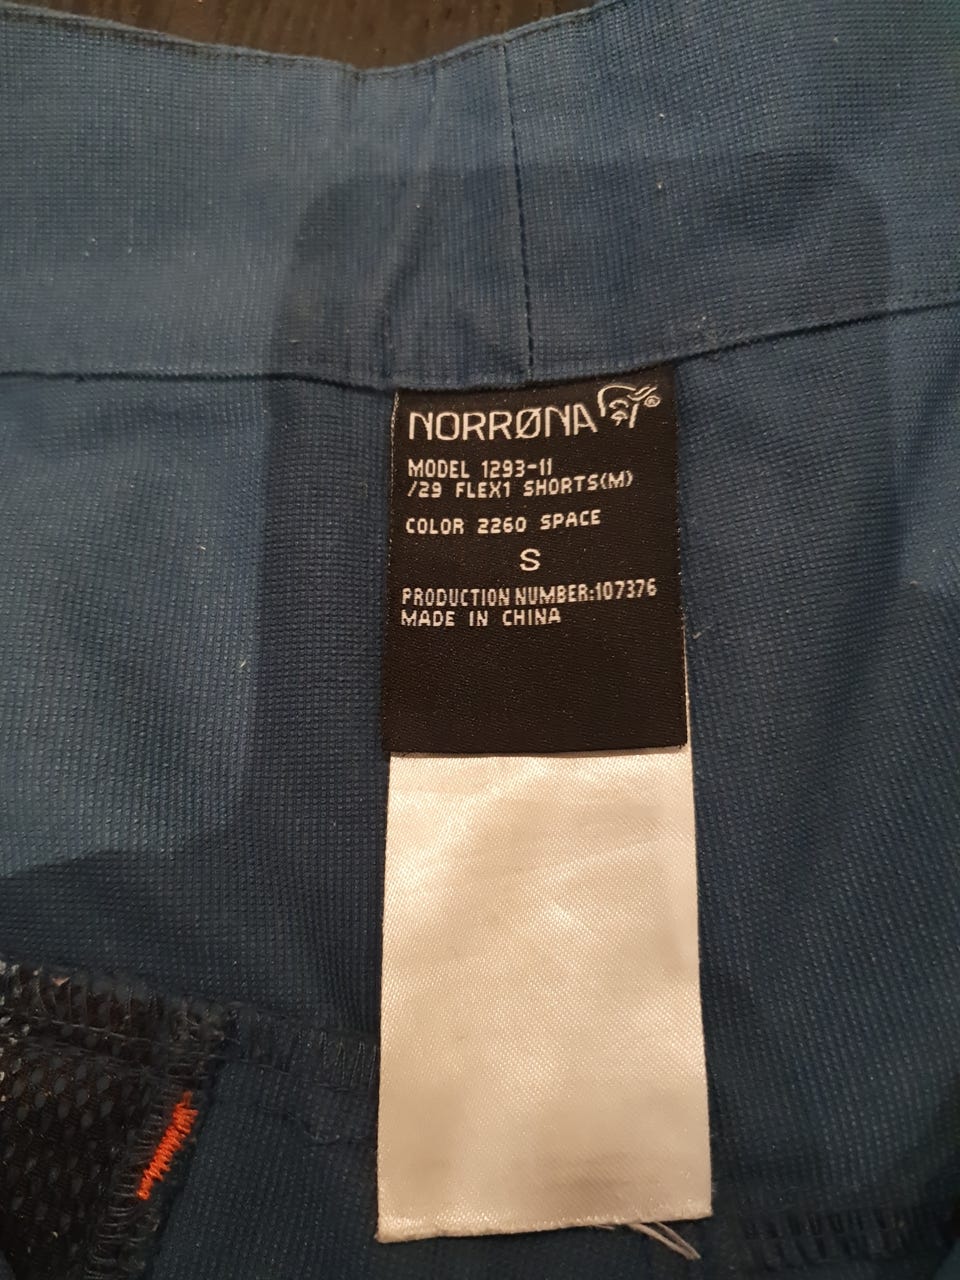 NORRØNA
MODEL 1293-11
/29 FLEX1 SHORTS(M)
COLOR 2260 SPACE
S
PRODUCTION NUMBER:107376
MADE IN CHINA